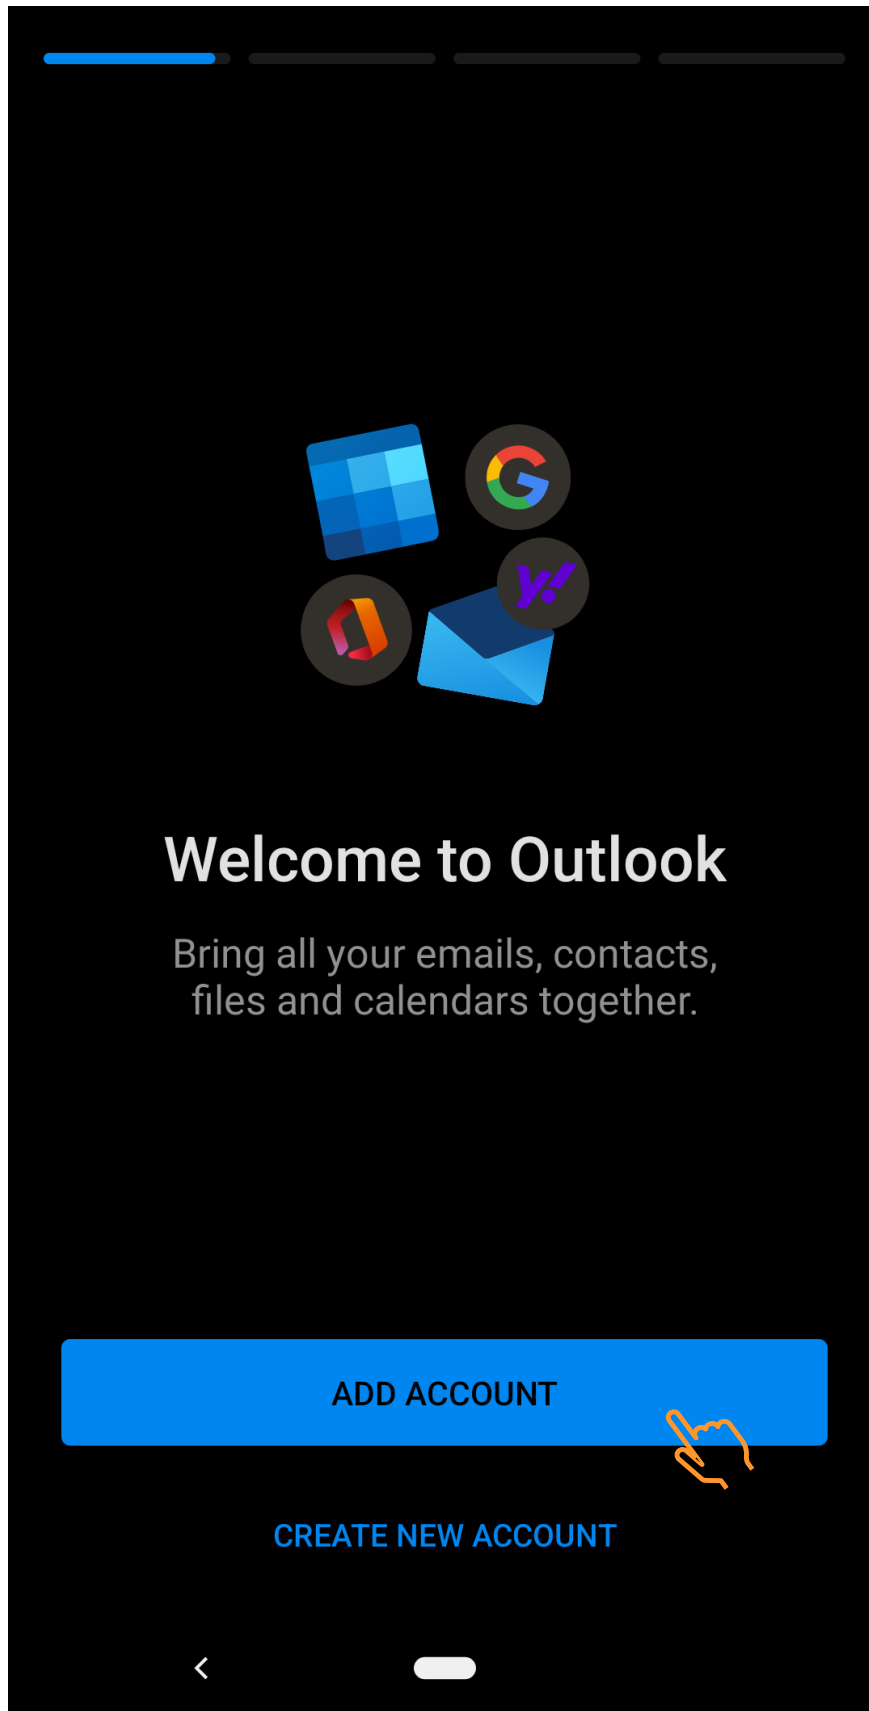 Welcome to Outlook
Bring all your emails, contacts,
files and calendars together.
ADD ACCOUNT
CREATE NEW ACCOUNT